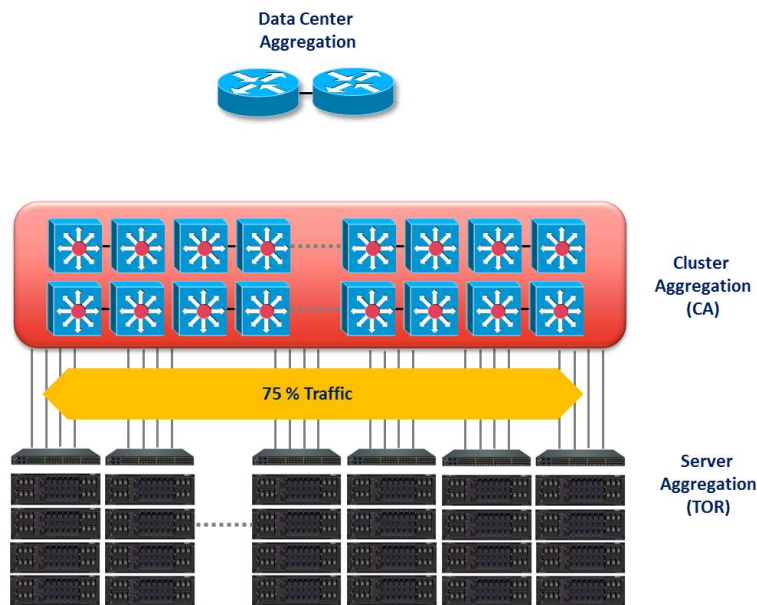 Data Center
Aggregation
Cluster
Aggregation
(CA)
75 % Traffic
Server
Aggregation
(TOR)